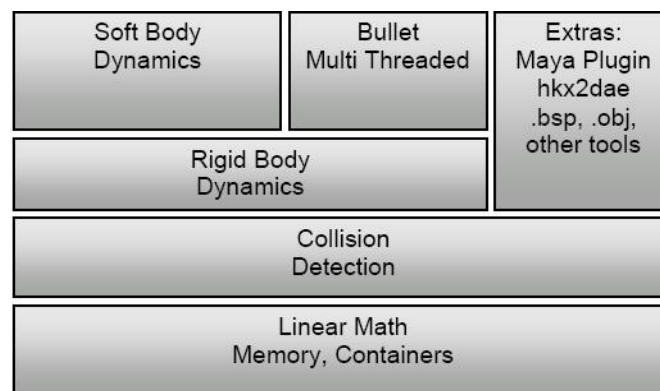 Soft Body
Dynamics
Bullet
Multi Threaded
Extras:
Maya Plugin
hkx2dae
.bsp, .obj,
other tools
Rigid Body
Dynamics
Collision
Detection
Linear Math
Memory, Containers